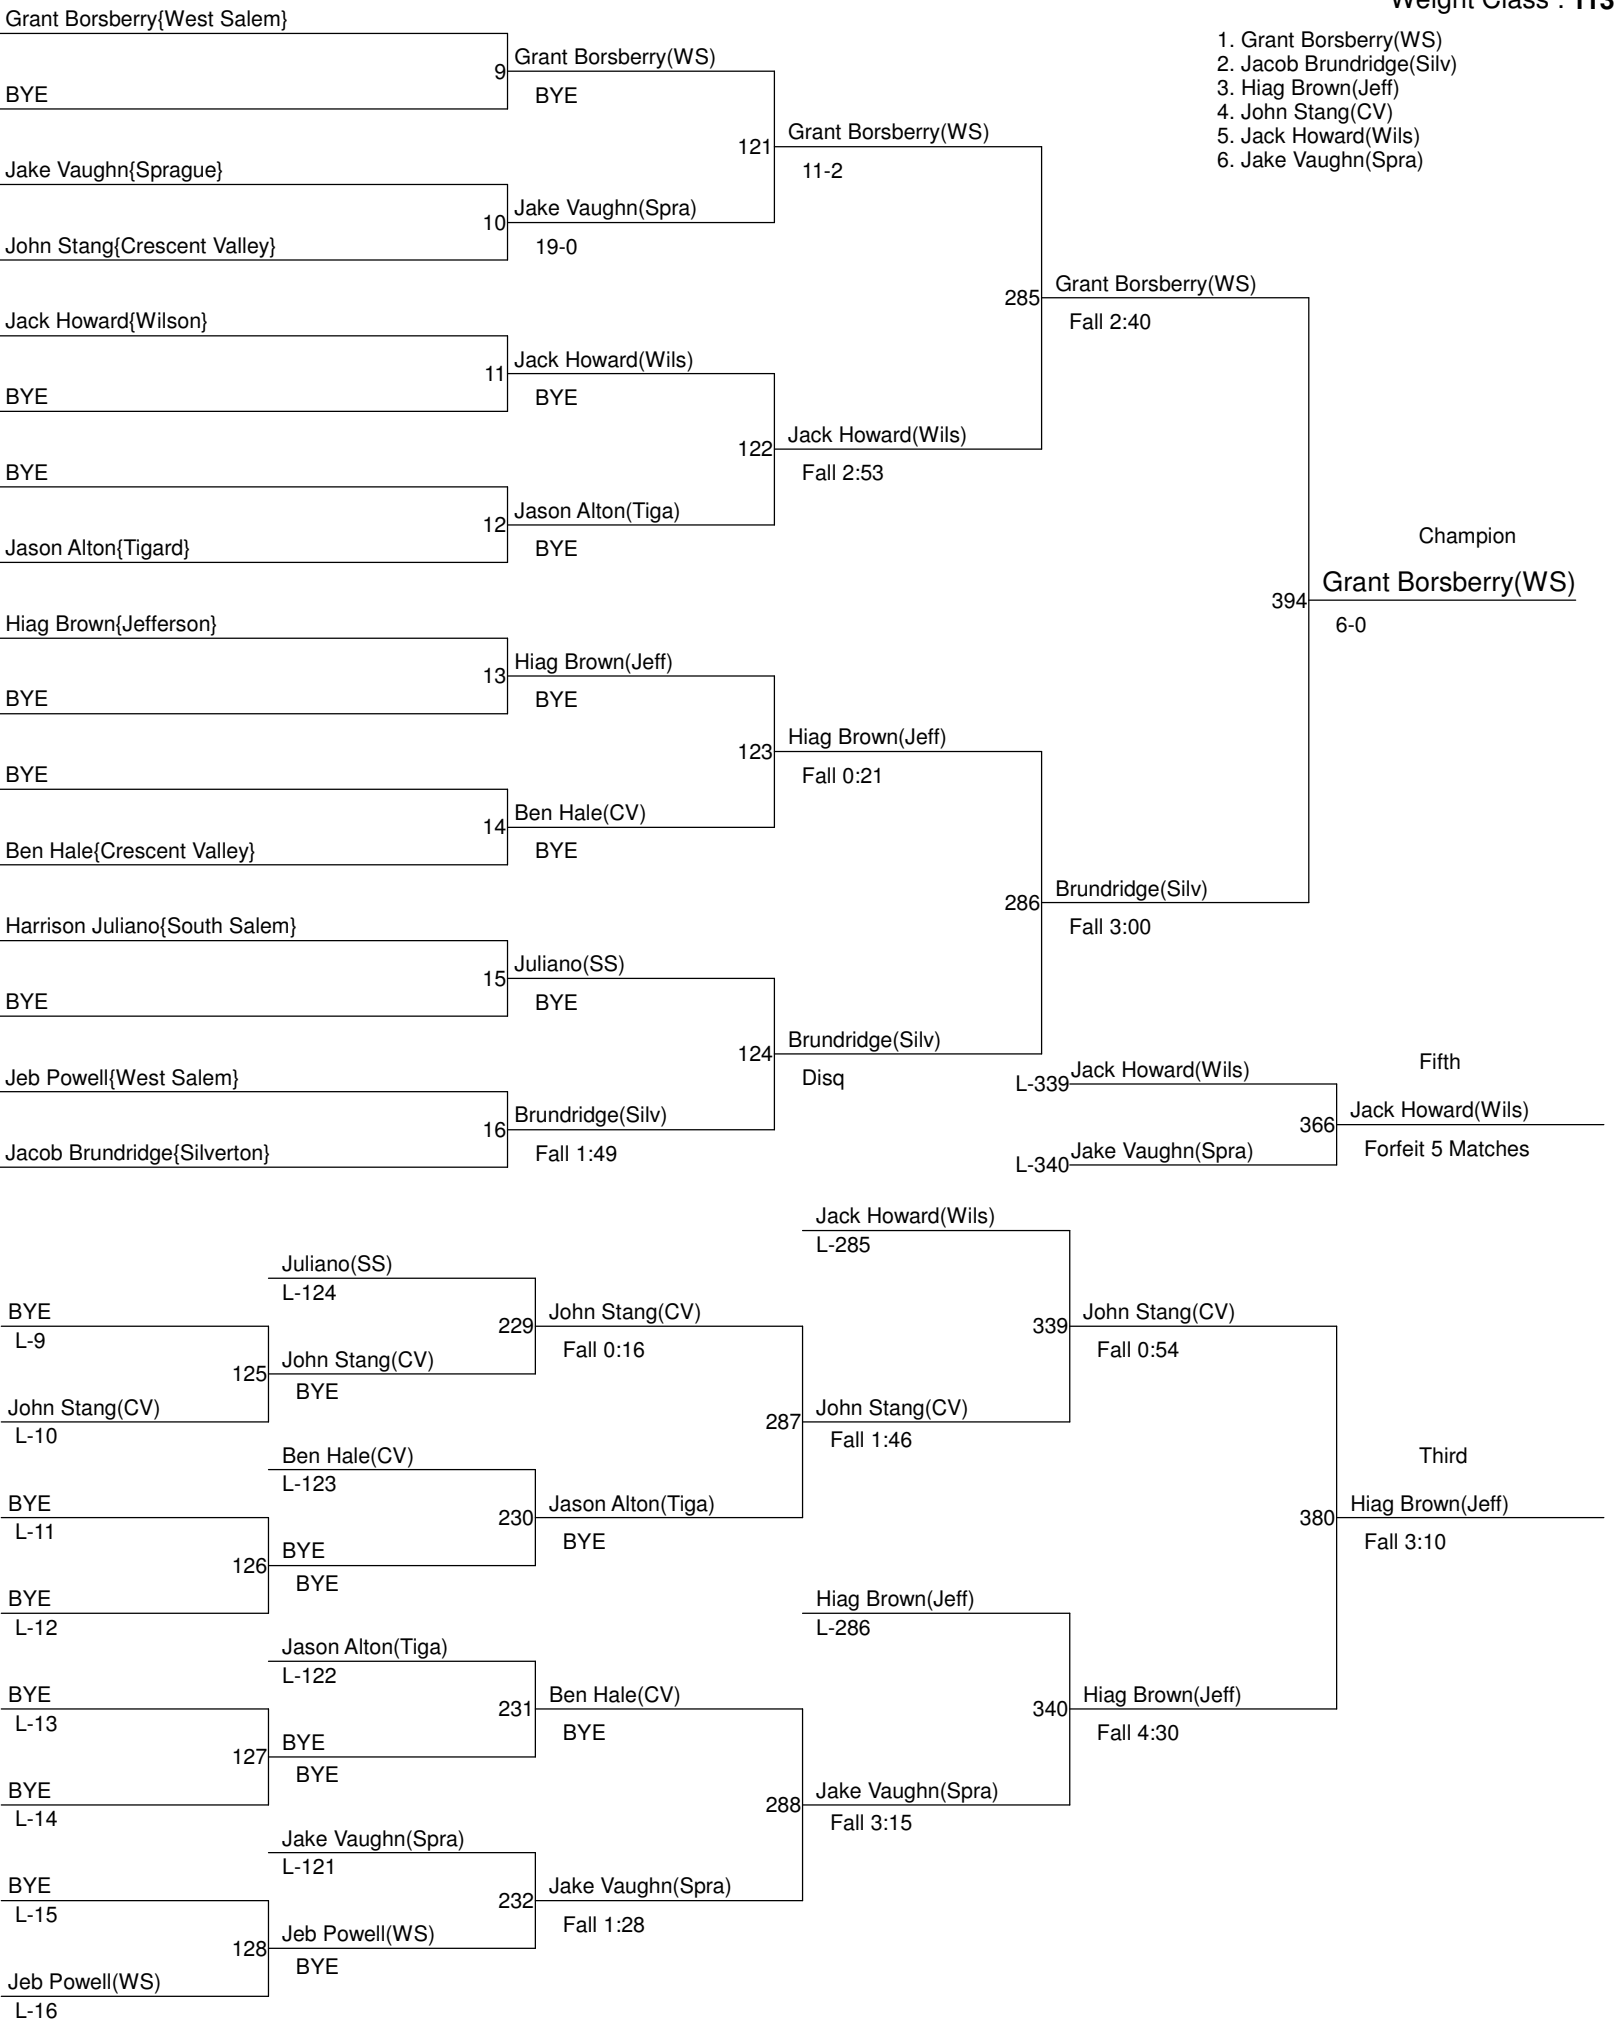 Weight Class : 113
1. Grant Borsberry(WS)
2. Jacob Brundridge(Silv)
3. Hiag Brown(Jeff)
4. John Stang(CV)
5. Jack Howard(Wils)
6. Jake Vaughn(Spra)
Grant Borsberry{West Salem}
9
BYE
Grant Borsberry(WS)
BYE
121
Grant Borsberry(WS)
11-2
Jake Vaughn{Sprague}
10
John Stang{Crescent Valley}
Jake Vaughn(Spra)
19-0
285
Grant Borsberry(WS)
Fall 2:40
Jack Howard{Wilson}
11
BYE
Jack Howard(Wils)
BYE
122
Jack Howard(Wils)
Fall 2:53
BYE
12
Jason Alton{Tigard}
Jason Alton(Tiga)
BYE
Champion
394
Grant Borsberry(WS)
6-0
Hiag Brown{Jefferson}
13
BYE
Hiag Brown(Jeff)
BYE
123
Hiag Brown(Jeff)
Fall 0:21
BYE
14
Ben Hale{Crescent Valley}
Ben Hale(CV)
BYE
286
Brundridge(Silv)
Fall 3:00
Harrison Juliano{South Salem}
15
BYE
Juliano(SS)
BYE
124
Brundridge(Silv)
Disq
Jeb Powell{West Salem}
16
Jacob Brundridge{Silverton}
Brundridge(Silv)
Fall 1:49
Fifth
L-339
Jack Howard(Wils)
366
L-340
Jake Vaughn(Spra)
Jack Howard(Wils)
Forfeit 5 Matches
Jack Howard(Wils)
L-285
Juliano(SS)
L-124
BYE
L-9
125
John Stang(CV)
L-10
John Stang(CV)
BYE
229
John Stang(CV)
Fall 0:16
339
John Stang(CV)
Fall 0:54
287
John Stang(CV)
Fall 1:46
Ben Hale(CV)
L-123
BYE
L-11
126
BYE
L-12
BYE
BYE
230
Jason Alton(Tiga)
BYE
Third
380
Hiag Brown(Jeff)
Fall 3:10
Hiag Brown(Jeff)
L-286
Jason Alton(Tiga)
L-122
BYE
L-13
127
BYE
L-14
BYE
BYE
231
Ben Hale(CV)
BYE
340
Hiag Brown(Jeff)
Fall 4:30
288
Jake Vaughn(Spra)
Fall 3:15
Jake Vaughn(Spra)
L-121
BYE
L-15
128
Jeb Powell(WS)
L-16
Jeb Powell(WS)
BYE
232
Jake Vaughn(Spra)
Fall 1:28